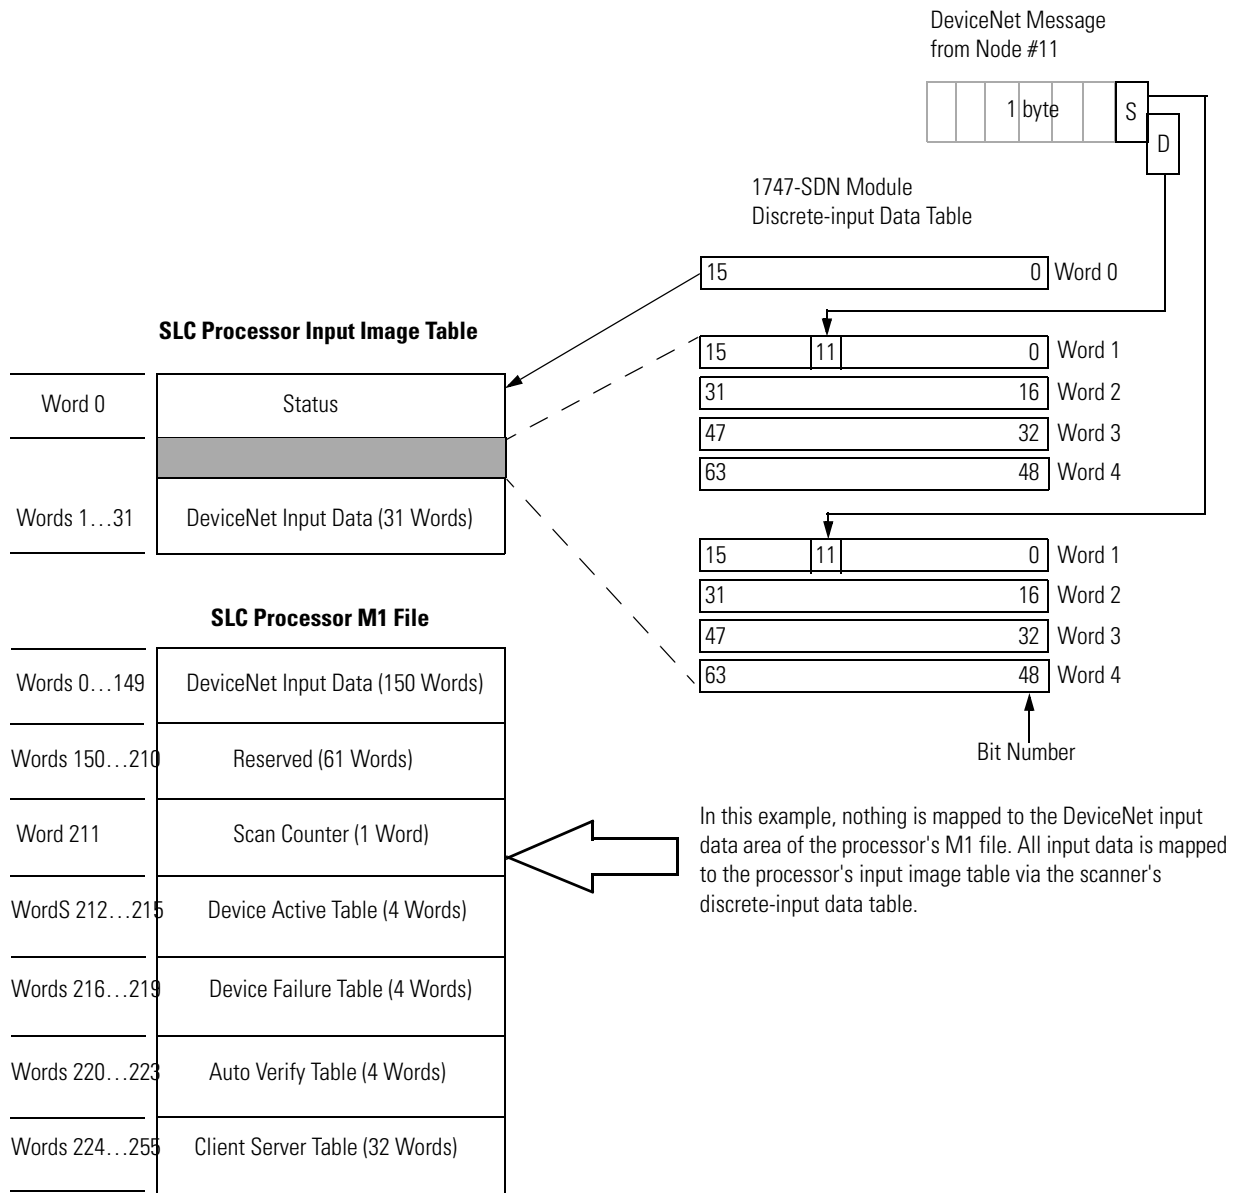 DeviceNet Message
from Node #11
1 byte
S
D
1747-SDN Module
Discrete-input Data Table
15 0 Word 0
15 11 0 Word 1
31 16 Word 2
47 32 Word 3
63 48 Word 4
15 11 0 Word 1
31 16 Word 2
47 32 Word 3
63 48 Word 4
Bit Number
SLC Processor Input Image Table
Word 0 Status
Words 1...31 DeviceNet Input Data (31 Words)
SLC Processor M1 File
Words 0...149 DeviceNet Input Data (150 Words)
Words 150...210 Reserved (61 Words)
Word 211 Scan Counter (1 Word)
WordS 212...215 Device Active Table (4 Words)
Words 216...219 Device Failure Table (4 Words)
Words 220...223 Auto Verify Table (4 Words)
Words 224...255 Client Server Table (32 Words)
In this example, nothing is mapped to the DeviceNet input
data area of the processor's M1 file. All input data is mapped
to the processor's input image table via the scanner's
discrete-input data table.